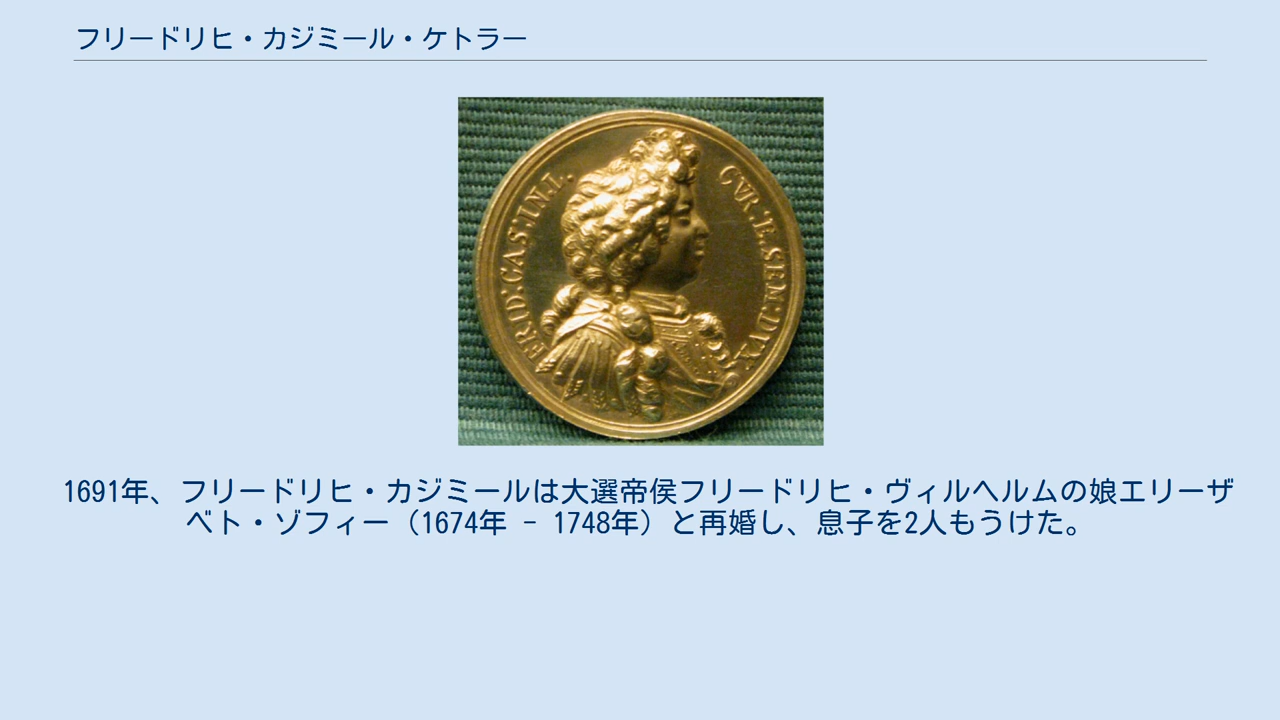 フリードリヒ・カジミール・ケトラー
FRID.CAS.IN.L.
CVR.E.SEM.DVX
1691年、フリードリヒ・カジミールは大選帝侯フリードリヒ・ヴィルヘルムの娘エリーザ
ベト・ゾフィー（1674年 - 1748年）と再婚し、息子を2人もうけた。